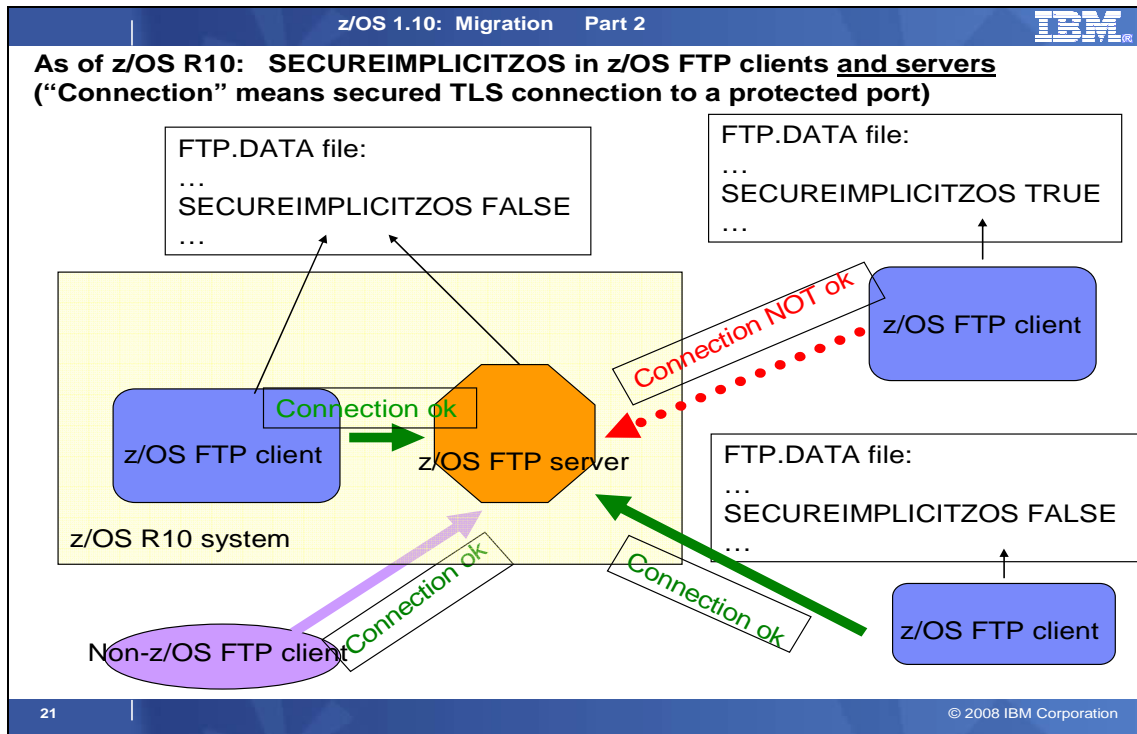 z/OS 1.10: Migration Part 2
IBM®
As of z/OS R10: SECUREIMPLICITZOS in z/OS FTP clients and servers
(“Connection” means secured TLS connection to a protected port)
FTP.DATA file:
…
SECUREIMPLICITZOS FALSE
…
FTP.DATA file:
…
SECUREIMPLICITZOS TRUE
…
Connection NOT ok
z/OS FTP client
Connection ok
z/OS FTP client
z/OS FTP server
z/OS R10 system
FTP.DATA file:
…
SECUREIMPLICITZOS FALSE
…
Connection ok
Connection ok
z/OS FTP client
Non-z/OS FTP client
21
© 2008 IBM Corporation